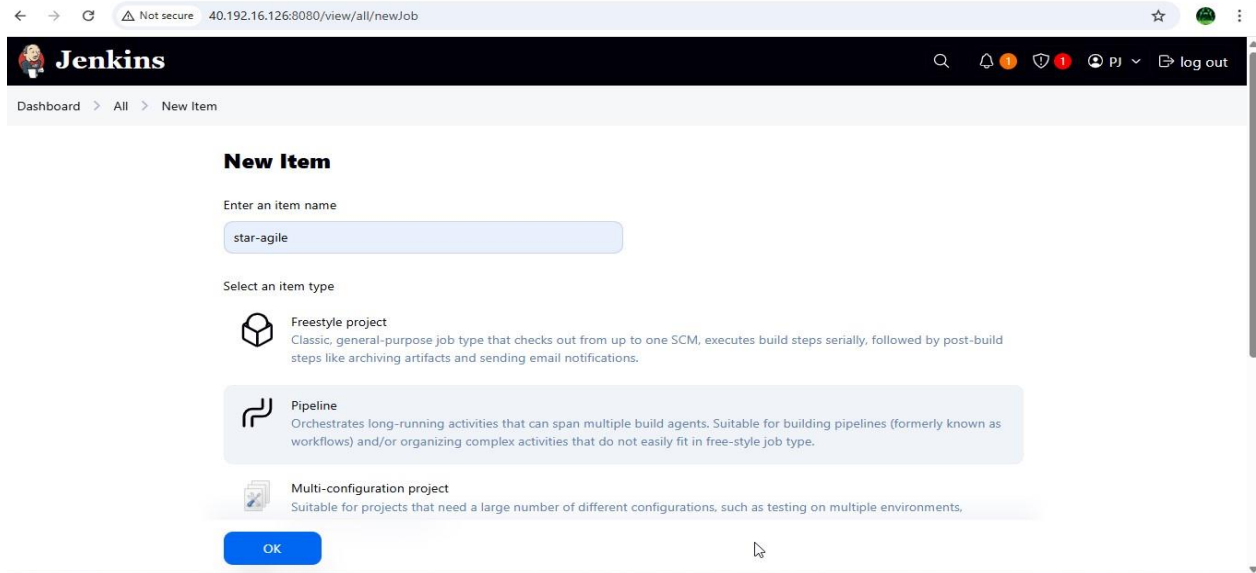 Not secure 40.192.16.126:8080/view/all/newJob
Jenkins
1 1 PJ log out
Dashboard > All > New Item
New Item
Enter an item name
star-agile
Select an item type
Freestyle project
Classic, general-purpose job type that checks out from up to one SCM, executes build steps serially, followed by post-build
steps like archiving artifacts and sending email notifications.
Pipeline
Orchestrates long-running activities that can span multiple build agents. Suitable for building pipelines (formerly known as
workflows) and/or organizing complex activities that do not easily fit in free-style job type.
Multi-configuration project
Suitable for projects that need a large number of different configurations, such as testing on multiple environments,
OK